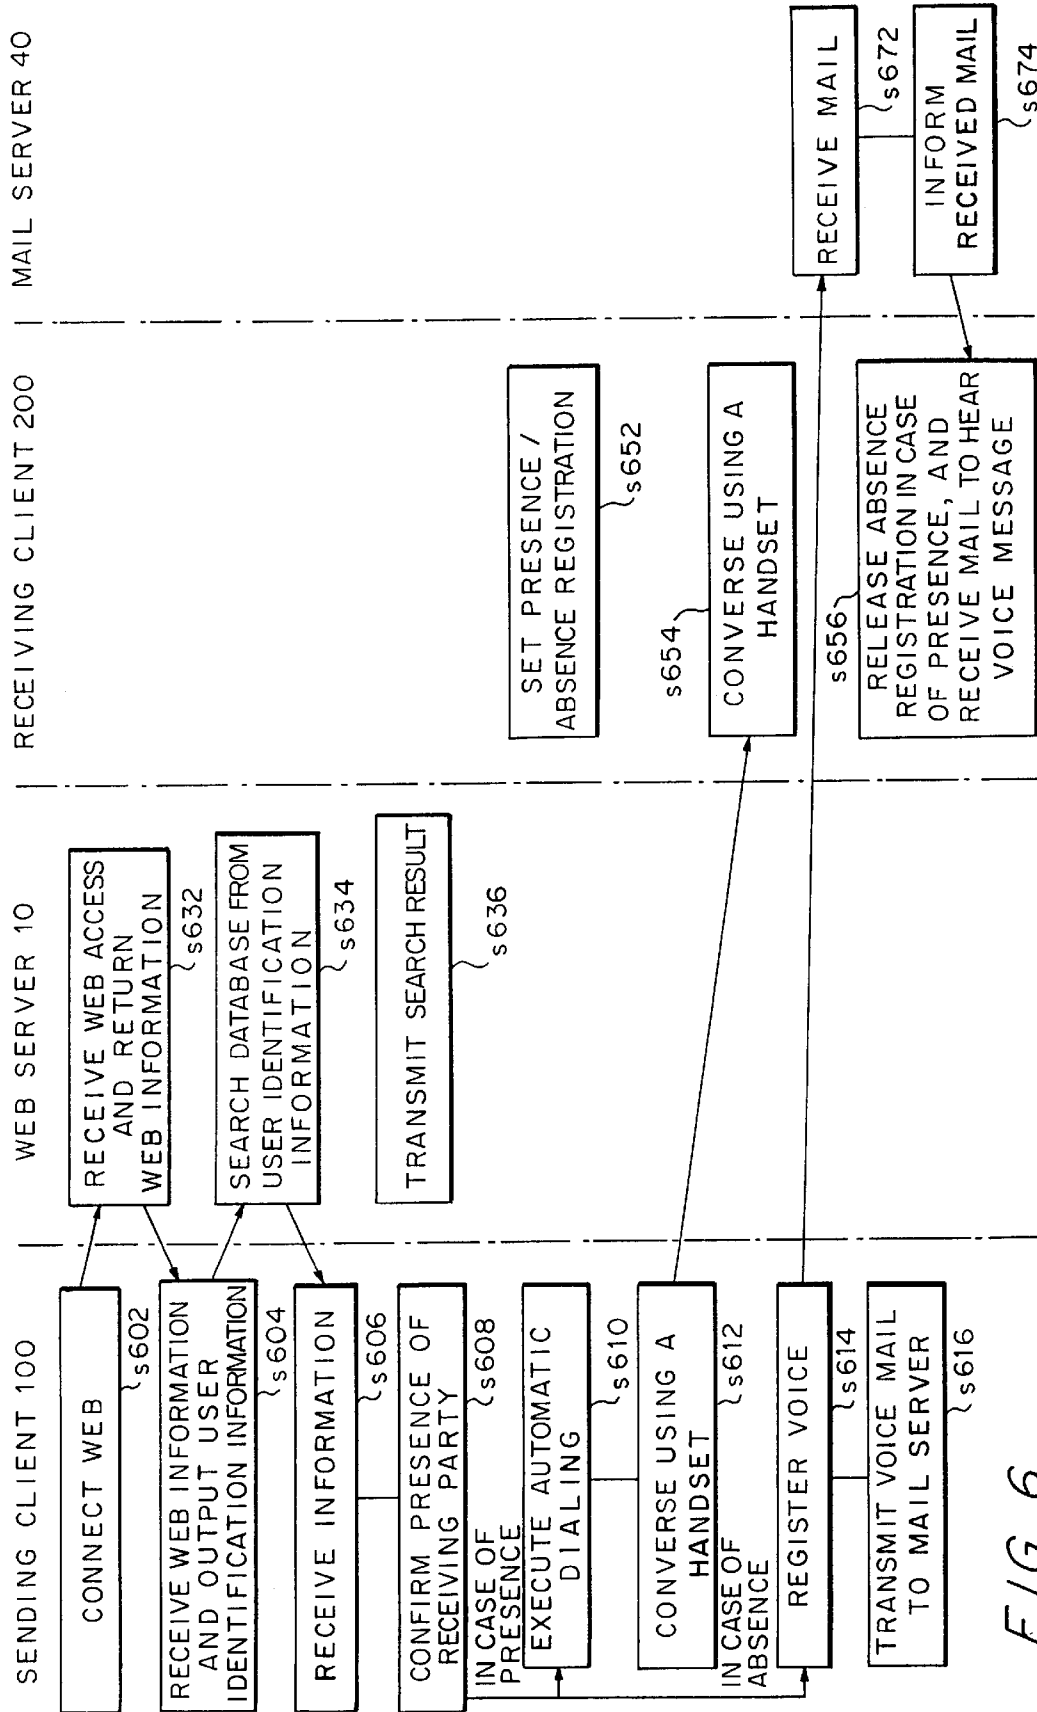 SENDING CLIENT 100
CONNECT WEB
s602
RECEIVE WEB INFORMATION
AND OUTPUT USER
IDENTIFICATION INFORMATION
s604
RECEIVE INFORMATION
s606
CONFIRM PRESENCE OF
RECEIVING PARTY
s608
IN CASE OF
PRESENCE
EXECUTE AUTOMATIC
DIALING
s610
CONVERSE USING A
HANDSET
s612
IN CASE OF
ABSENCE
REGISTER VOICE
s614
TRANSMIT VOICE MAIL
TO MAIL SERVER
s616
WEB SERVER 10
RECEIVE WEB ACCESS
AND RETURN
WEB INFORMATION
s632
SEARCH DATABASE FROM
USER IDENTIFICATION
INFORMATION
s634
TRANSMIT SEARCH RESULT
s636
RECEIVING CLIENT 200
SET PRESENCE /
ABSENCE REGISTRATION
s652
s654
CONVERSE USING A
HANDSET
s656
RELEASE ABSENCE
REGISTRATION IN CASE
OF PRESENCE, AND
RECEIVE MAIL TO HEAR
VOICE MESSAGE
MAIL SERVER 40
RECEIVE MAIL
s672
INFORM
RECEIVED MAIL
s674
FIG. 6